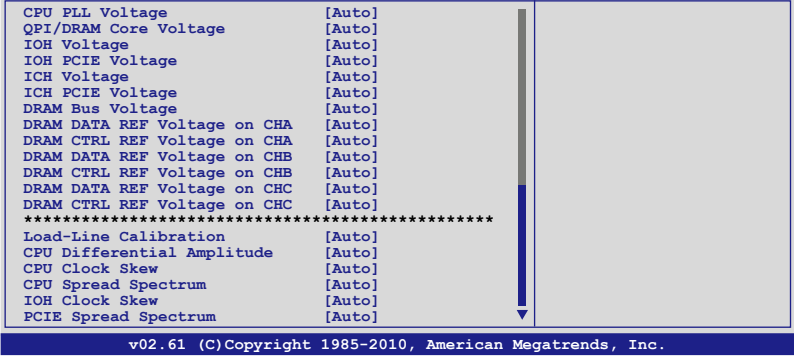 CPU PLL Voltage [Auto]
QPI/DRAM Core Voltage [Auto]
IOH Voltage [Auto]
IOH PCIE Voltage [Auto]
ICH Voltage [Auto]
ICH PCIE Voltage [Auto]
DRAM Bus Voltage [Auto]
DRAM DATA REF Voltage on CHA [Auto]
DRAM CTRL REF Voltage on CHA [Auto]
DRAM DATA REF Voltage on CHB [Auto]
DRAM CTRL REF Voltage on CHB [Auto]
DRAM DATA REF Voltage on CHC [Auto]
DRAM CTRL REF Voltage on CHC [Auto]
*************************************************
Load-Line Calibration [Auto]
CPU Differential Amplitude [Auto]
CPU Clock Skew [Auto]
CPU Spread Spectrum [Auto]
IOH Clock Skew [Auto]
PCIE Spread Spectrum [Auto]
v02.61 (C)Copyright 1985-2010, American Megatrends, Inc.